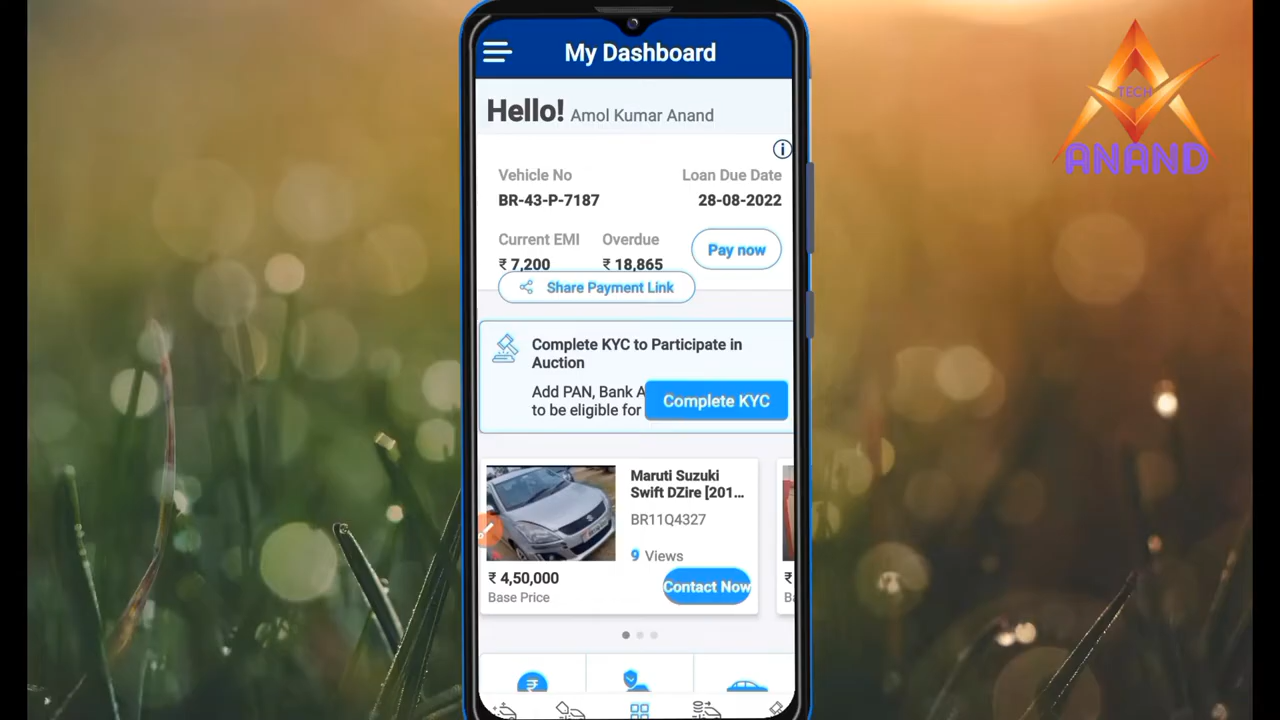 My Dashboard
Hello! Amol Kumar Anand
Vehicle No
Loan Due Date
BR-43-P-7187
28-08-2022
Current EMI
Overdue
Pay now
₹ 7,200
₹ 18,865
Share Payment Link
Complete KYC to Participate in
Auction
Add PAN, Bank A
to be eligible for
Complete KYC
Maruti Suzuki
Swift DZire [201...
BR11Q4327
9 Views
₹ 4,50,000
Base Price
Contact Now
₹
Ba
TECH
ANAND